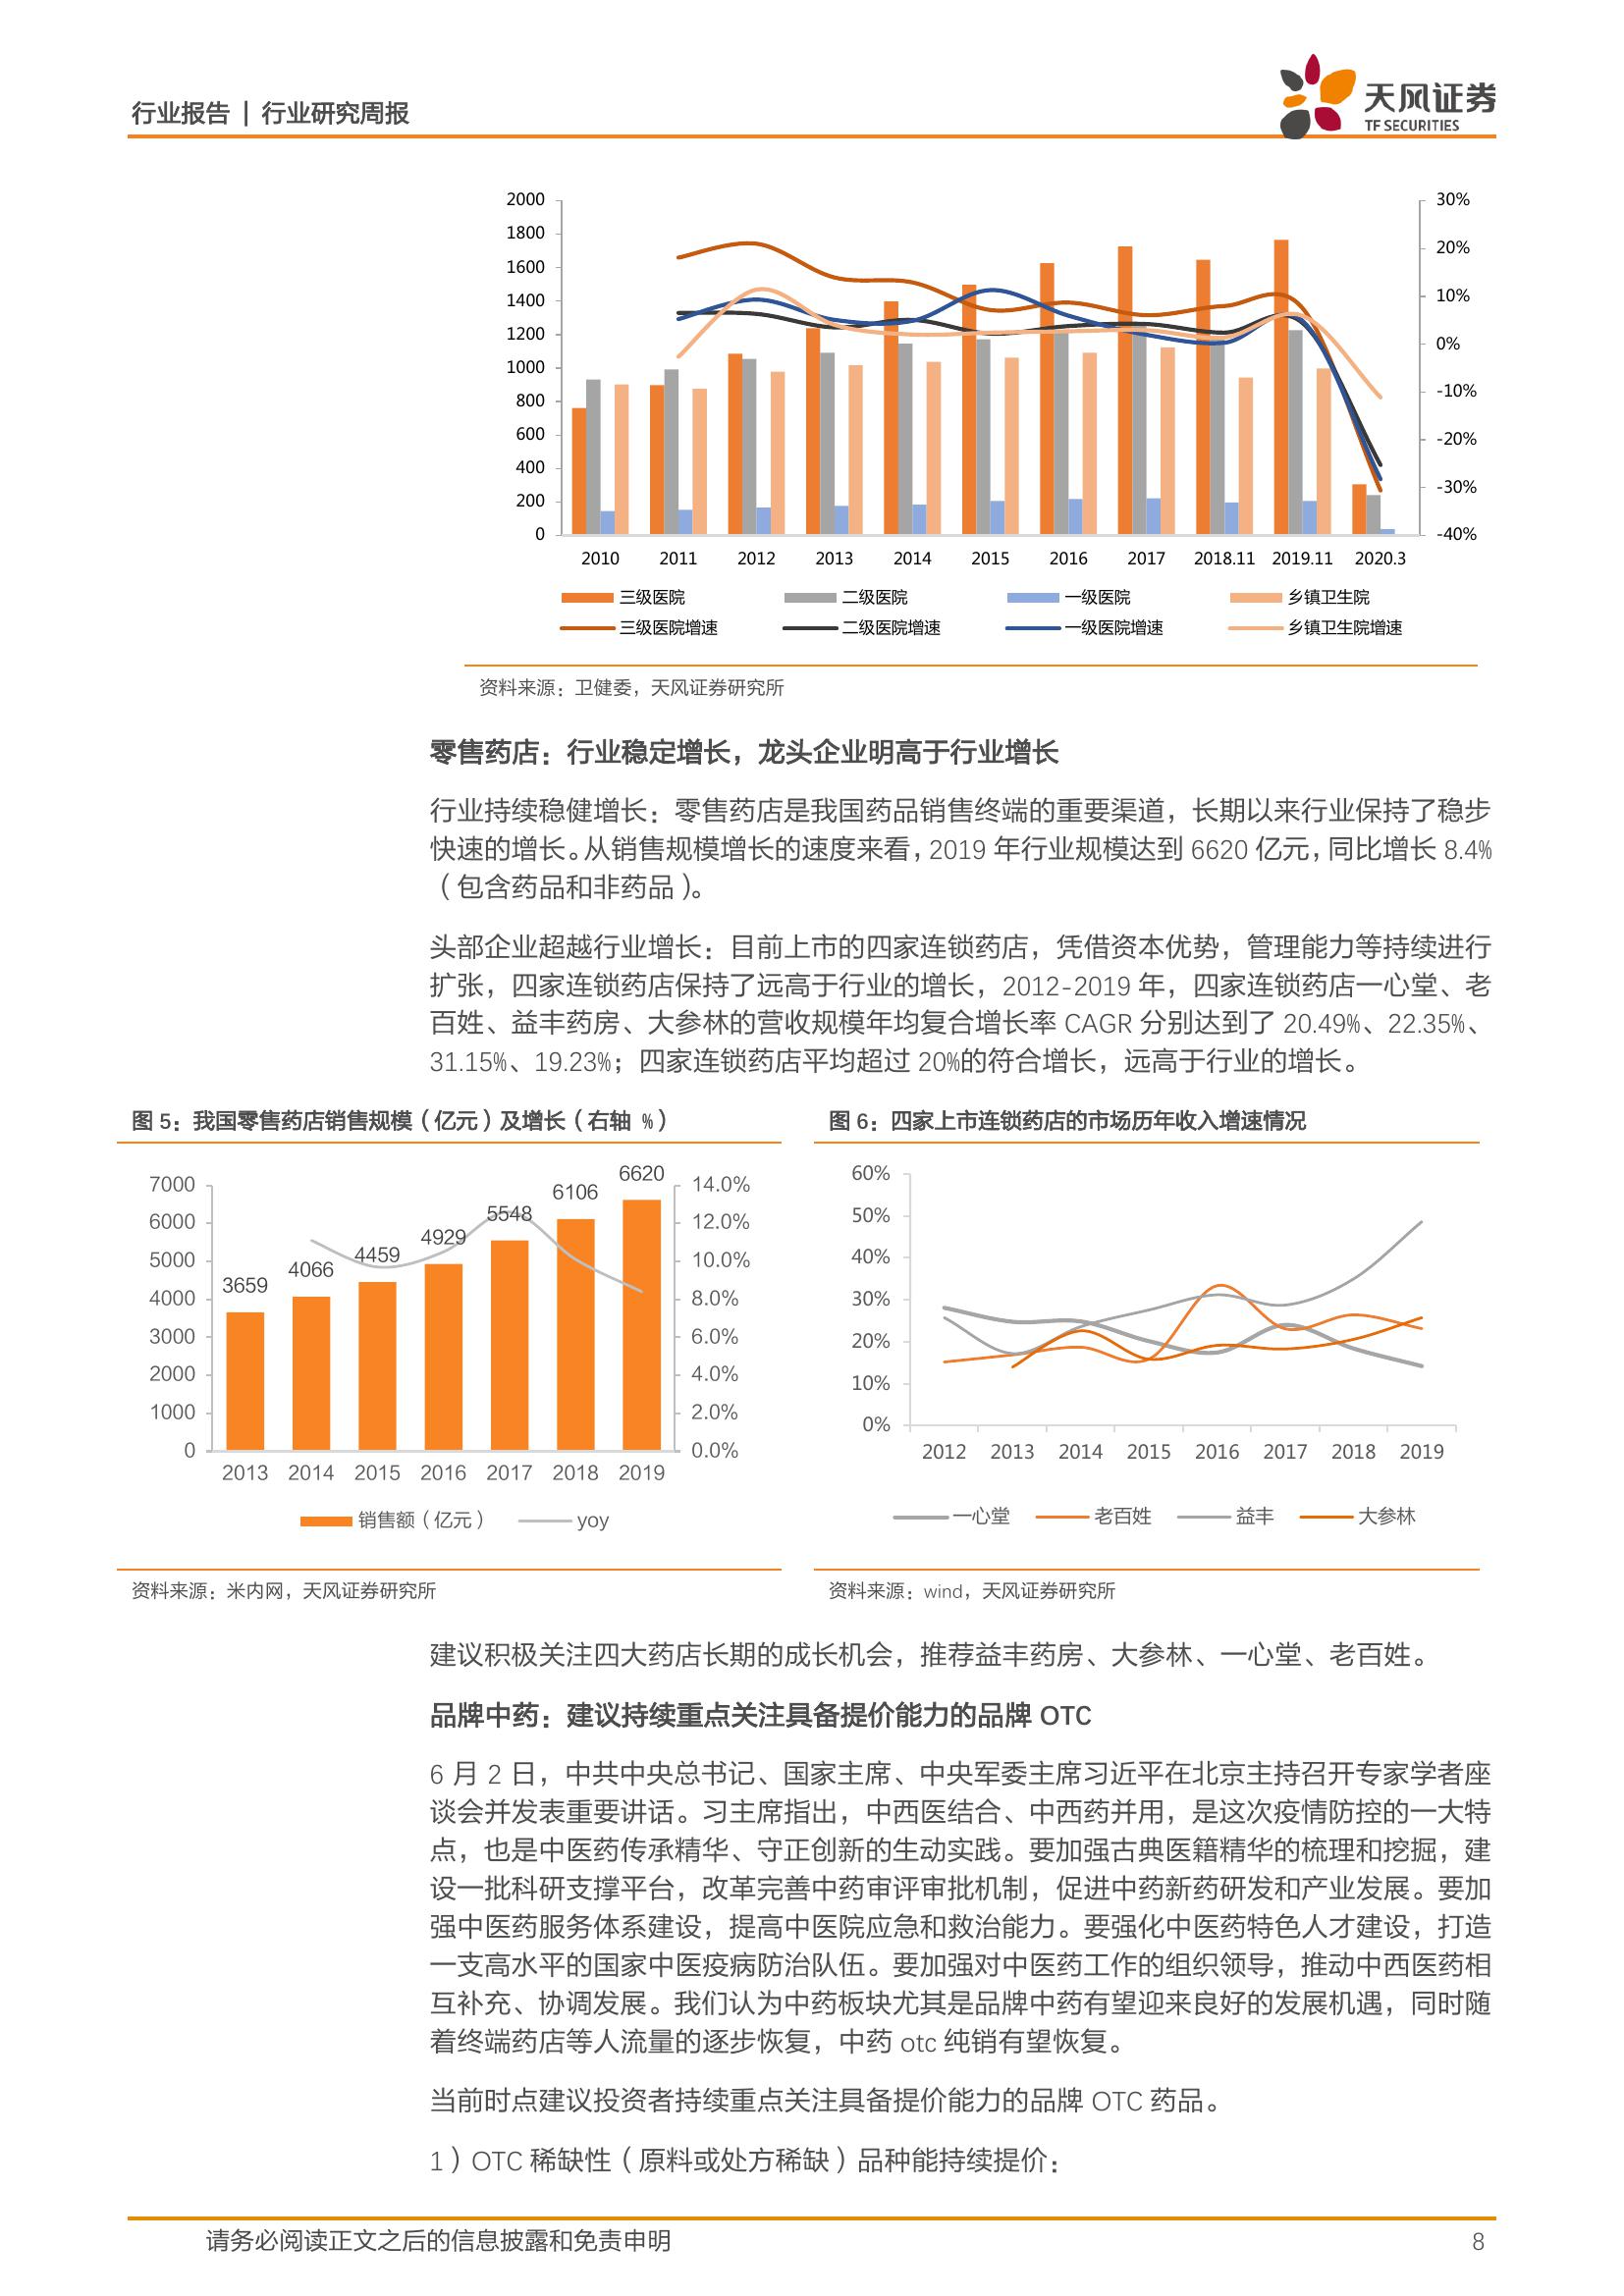 行业报告 | 行业研究周报
天风证券
TF SECURITIES
2000
1800
1600
1400
1200
1000
800
600
400
200
0
30%
20%
10%
0%
-10%
-20%
-30%
-40%
2010 2011 2012 2013 2014 2015 2016 2017 2018.11 2019.11 2020.3
三级医院 二级医院 一级医院 乡镇卫生院
三级医院增速 二级医院增速 一级医院增速 乡镇卫生院增速
资料来源：卫健委，天风证券研究所
零售药店：行业稳定增长，龙头企业明高于行业增长
行业持续稳健增长：零售药店是我国药品销售终端的重要渠道，长期以来行业保持了稳步
快速的增长。从销售规模增长的速度来看，2019 年行业规模达到 6620 亿元，同比增长 8.4%
（包含药品和非药品）。
头部企业超越行业增长：目前上市的四家连锁药店，凭借资本优势，管理能力等持续进行
扩张，四家连锁药店保持了远高于行业的增长，2012-2019 年，四家连锁药店一心堂、老
百姓、益丰药房、大参林的营收规模年均复合增长率 CAGR 分别达到了 20.49%、22.35%、
31.15%、19.23%；四家连锁药店平均超过 20%的符合增长，远高于行业的增长。
图 5：我国零售药店销售规模（亿元）及增长（右轴 %）
7000
6000
5000
4000
3000
2000
1000
0
3659 4066 4459 4929 5548 6106 6620
14.0%
12.0%
10.0%
8.0%
6.0%
4.0%
2.0%
0.0%
2013 2014 2015 2016 2017 2018 2019
销售额（亿元） yoy
资料来源：米内网，天风证券研究所
图 6：四家上市连锁药店的市场历年收入增速情况
60%
50%
40%
30%
20%
10%
0%
2012 2013 2014 2015 2016 2017 2018 2019
一心堂 老百姓 益丰 大参林
资料来源：wind，天风证券研究所
建议积极关注四大药店长期的成长机会，推荐益丰药房、大参林、一心堂、老百姓。
品牌中药：建议持续重点关注具备提价能力的品牌 OTC
6 月 2 日，中共中央总书记、国家主席、中央军委主席习近平在北京主持召开专家学者座
谈会并发表重要讲话。习主席指出，中西医结合、中西药并用，是这次疫情防控的一大特
点，也是中医药传承精华、守正创新的生动实践。要加强古典医籍精华的梳理和挖掘，建
设一批科研支撑平台，改革完善中药审评审批机制，促进中药新药研发和产业发展。要加
强中医药服务体系建设，提高中医院应急和救治能力。要强化中医药特色人才建设，打造
一支高水平的国家中医疫病防治队伍。要加强对中医药工作的组织领导，推动中西医药相
互补充、协调发展。我们认为中药板块尤其是品牌中药有望迎来良好的发展机遇，同时随
着终端药店等人流量的逐步恢复，中药 otc 纯销有望恢复。
当前时点建议投资者持续重点关注具备提价能力的品牌 OTC 药品。
1）OTC 稀缺性（原料或处方稀缺）品种能持续提价：
请务必阅读正文之后的信息披露和免责申明
8